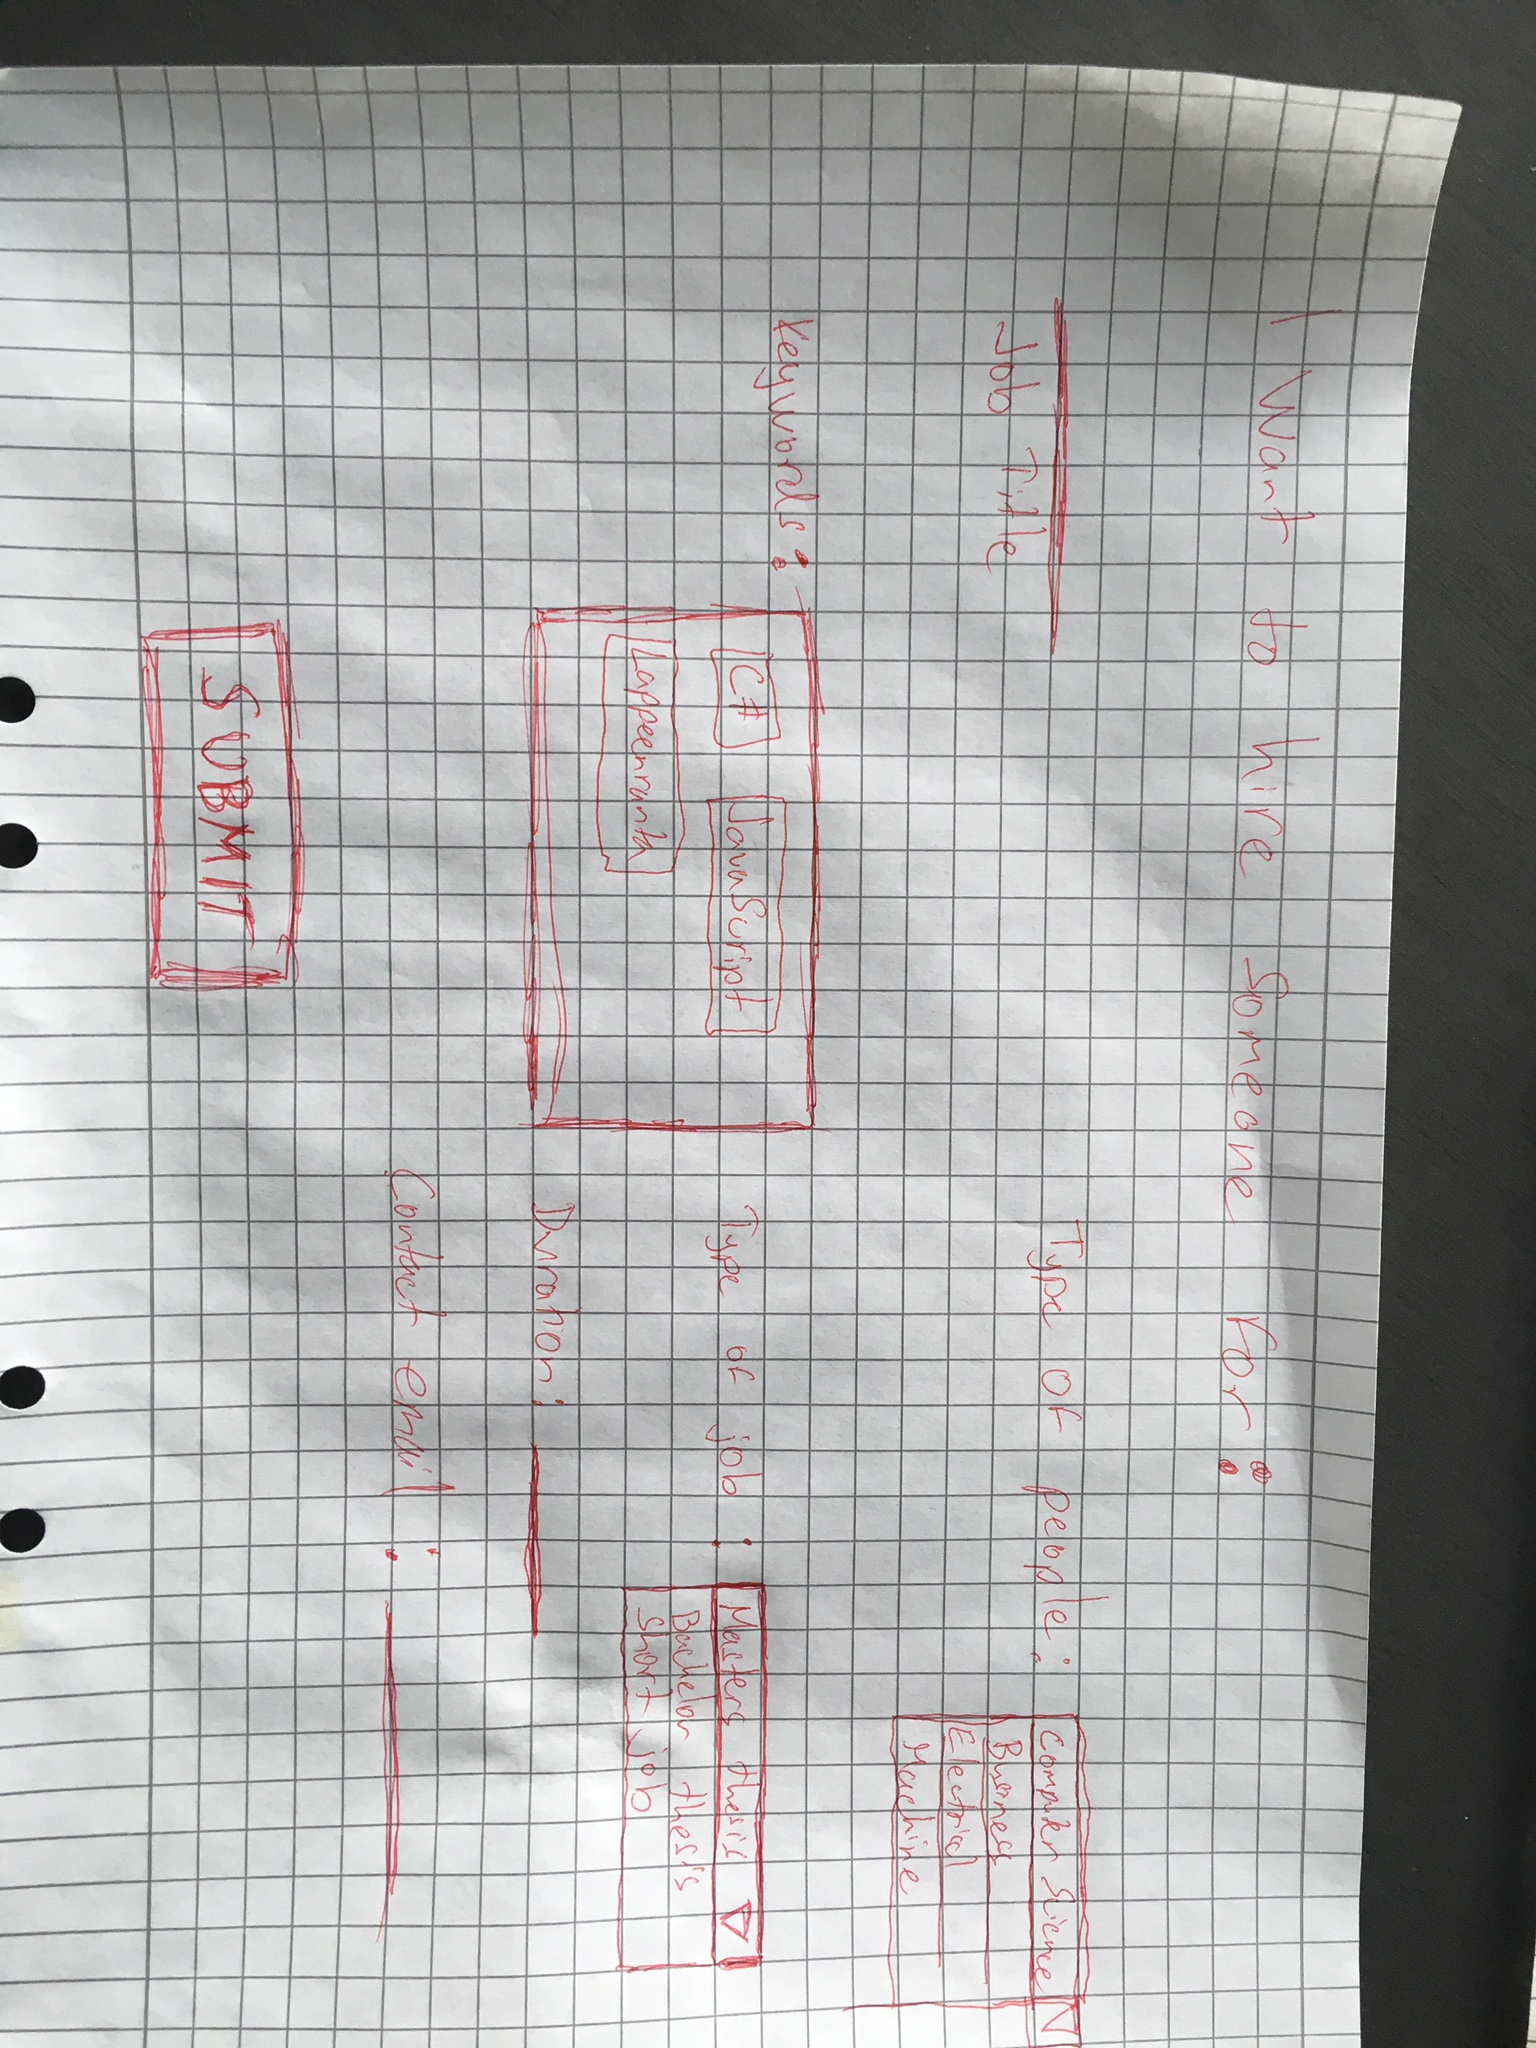 I want to hire someone for:
Job Title
Type of people:
Computer Science
Business
Electrical
Machine
Keywords:
C#
JavaScript
Lappeenranta
Type of job:
Masters thesis
Bachelor thesis
Short job
Duration:
Contact email:
SUBMIT